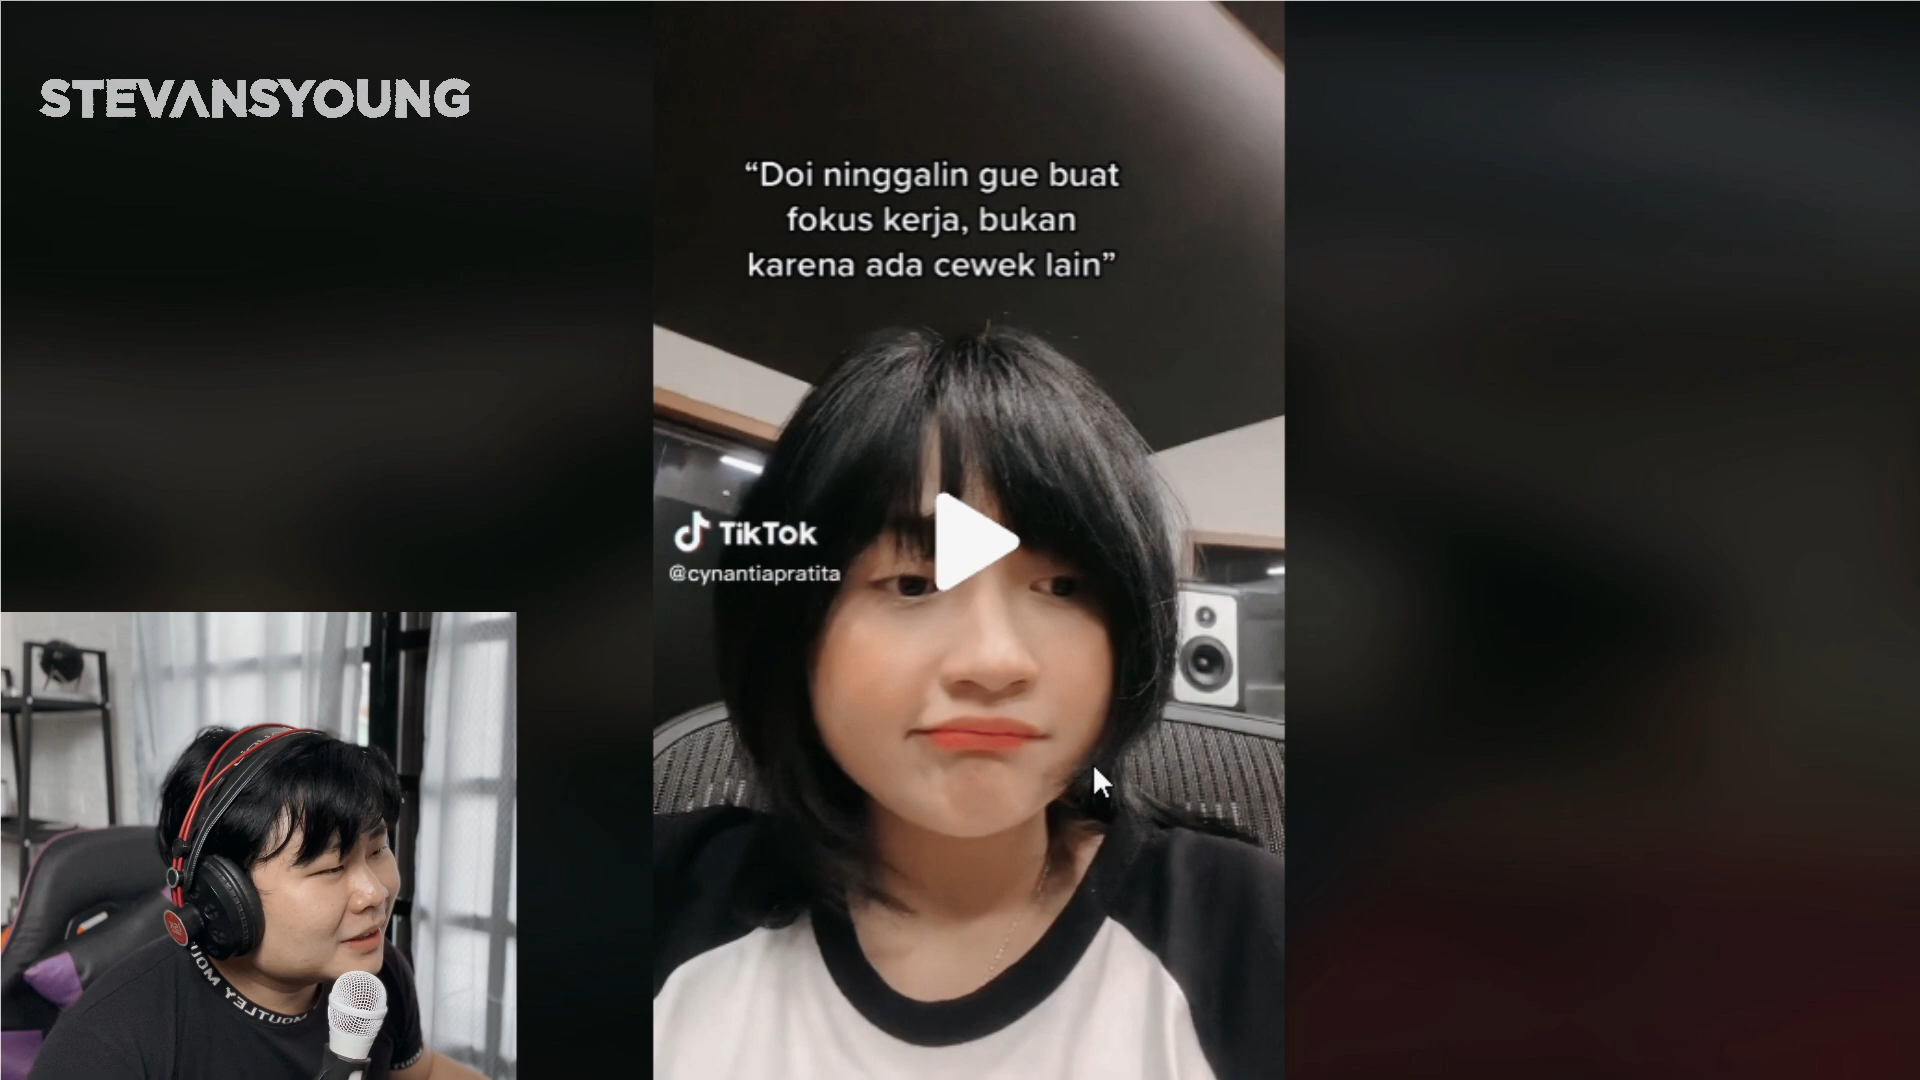 STEVANSYOUNG
“Doi ninggalin gue buat
fokus kerja, bukan
karena ada cewek lain”
TikTok
@cynantiapratita